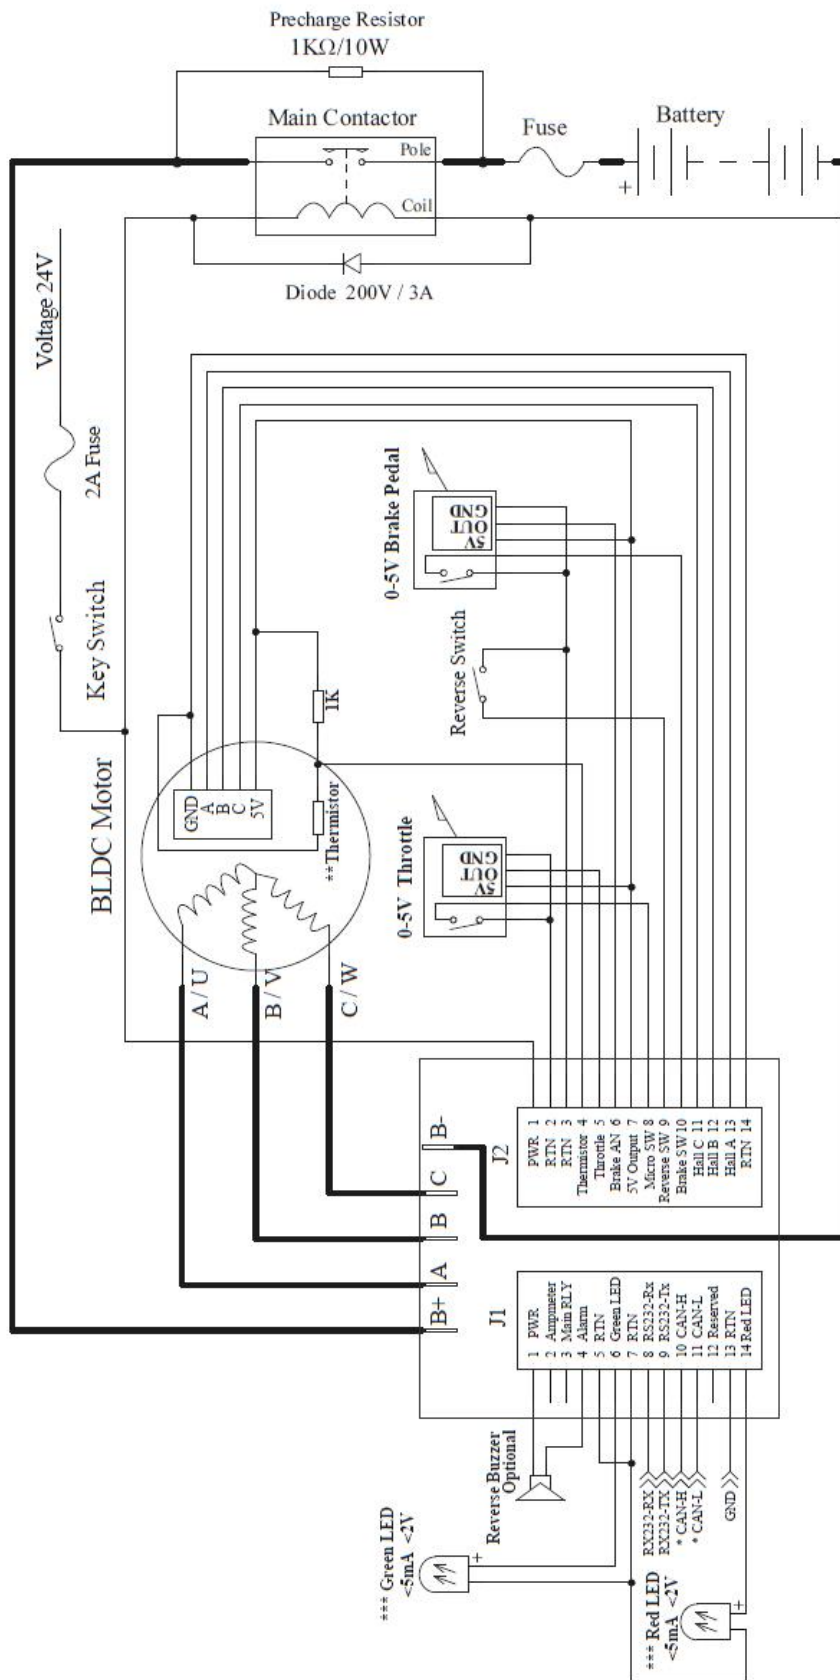 Precharge Resistor
1KΩ/10W
Main Contactor
Pole
Coil
Fuse
Battery
+
Diode 200V / 3A
Voltage 24V
2A Fuse
Key Switch
0-5V Brake Pedal
GND
OUT
5V
Reverse Switch
1K
BLDC Motor
GND
A
B
C
5V
**Thermistor
0-5V Throttle
GND
OUT
5V
A / U
B / V
C / W
B-
C
B
A
B+
J2
PWR 1
RTN 2
RTN 3
Thermistor 4
Throttle 5
Brake AN 6
5V Output 7
Micro SW 8
Reverse SW 9
Brake SW 10
Hall C 11
Hall B 12
Hall A 13
RTN 14
J1
1 PWR
2 Ampmeter
3 Main RLY
4 Alarm
5 RTN
6 Green LED
7 RTN
8 RS232-Rx
9 RS232-Tx
10 CAN-H
11 CAN-L
12 Reserved
13 RTN
14 Red LED
Reverse Buzzer
Optional
*** Green LED
<5mA <2V
+
RX232-RX
RX232-TX
* CAN-H
* CAN-L
GND
*** Red LED
<5mA <2V
+